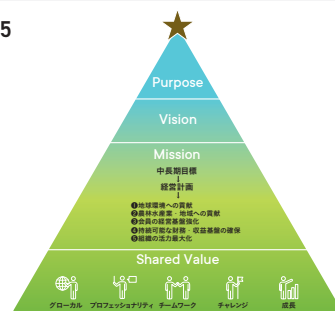 5
Purpose
Vision
Mission
中長期目標
経営計画
❶地球環境への貢献
❷農林水産業・地域への貢献
❸会員の経営基盤強化
❹持続可能な財務・収益基盤の確保
❺組織の活力最大化
Shared Value
グローカル プロフェッショナリティ チームワーク チャレンジ 成長